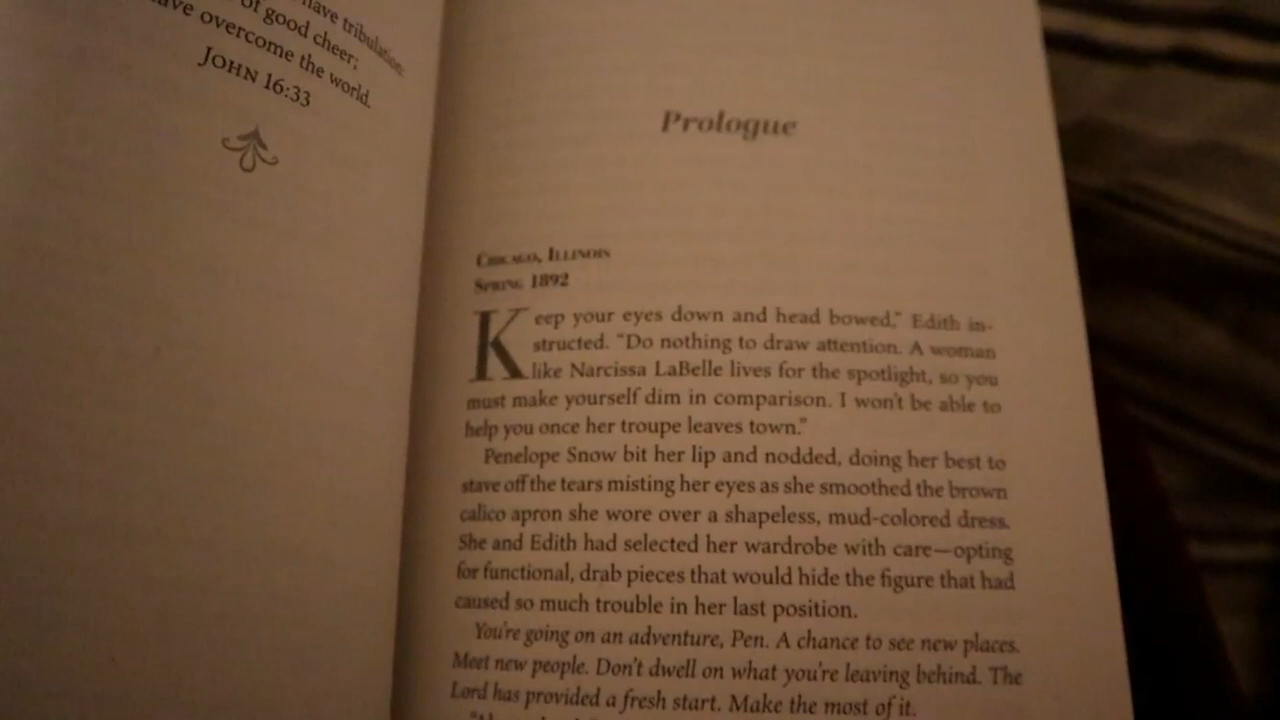 have tribulation:
of good cheer;
have overcome the world.
John 16:33
Prologue
Chicago, Illinois
Spring 1892
Keep your eyes down and head bowed," Edith in-
structed. "Do nothing to draw attention. A woman
like Narcissa LaBelle lives for the spotlight, so you
must make yourself dim in comparison. I won't be able to
help you once her troupe leaves town."
Penelope Snow bit her lip and nodded, doing her best to
stave off the tears misting her eyes as she smoothed the brown
calico apron she wore over a shapeless, mud-colored dress.
She and Edith had selected her wardrobe with care—opting
for functional, drab pieces that would hide the figure that had
caused so much trouble in her last position.
You're going on an adventure, Pen. A chance to see new places.
Meet new people. Don't dwell on what you're leaving behind. The
Lord has provided a fresh start. Make the most of it.